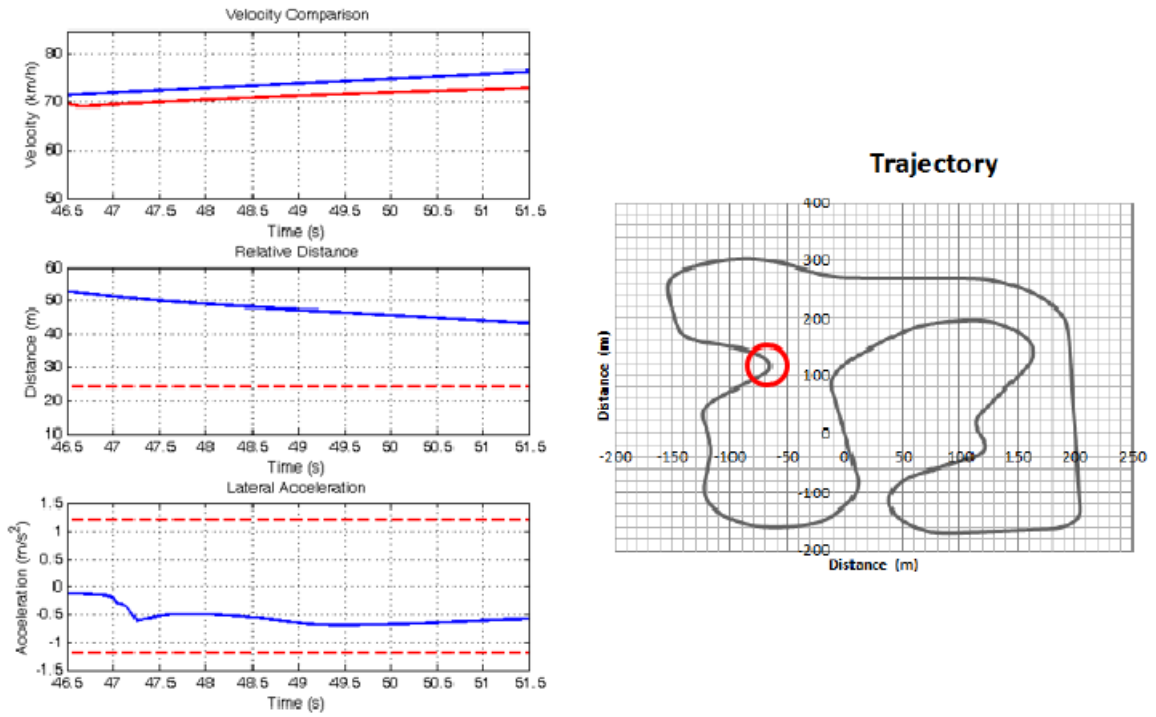 Velocity Comparison
Velocity (km/h)
80
70
60
50
46.5 47 47.5 48 48.5 49 49.5 50 50.5 51 51.5
Time (s)
Relative Distance
Distance (m)
60
50
40
30
20
10
46.5 47 47.5 48 48.5 49 49.5 50 50.5 51 51.5
Time (s)
Lateral Acceleration
Acceleration (m/s²)
1.5
1
0.5
0
-0.5
-1
-1.5
46.5 47 47.5 48 48.5 49 49.5 50 50.5 51 51.5
Time (s)
Trajectory
Distance (m)
400
300
200
100
0
-200 -150 -100 -50 0 50 100 150 200 250
-100
-200
Distance (m)